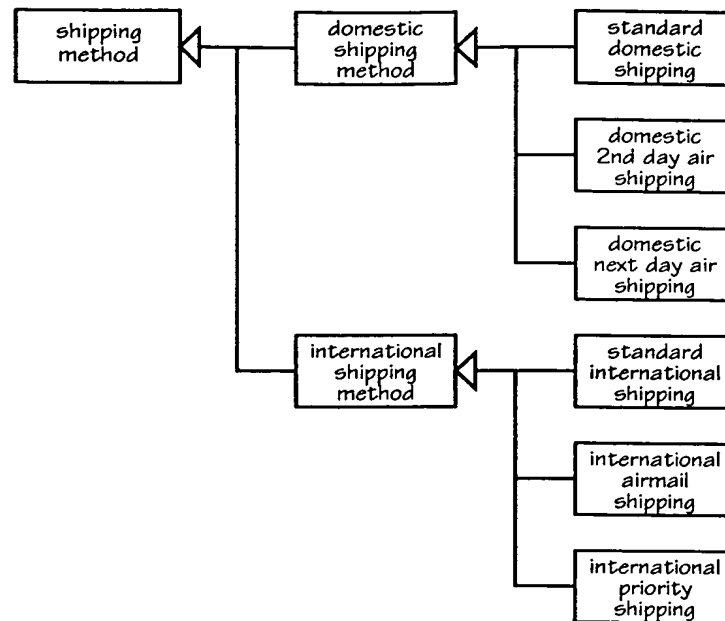 shipping
method
domestic
shipping
method
standard
domestic
shipping
domestic
2nd day air
shipping
domestic
next day air
shipping
international
shipping
method
standard
international
shipping
international
airmail
shipping
international
priority
shipping